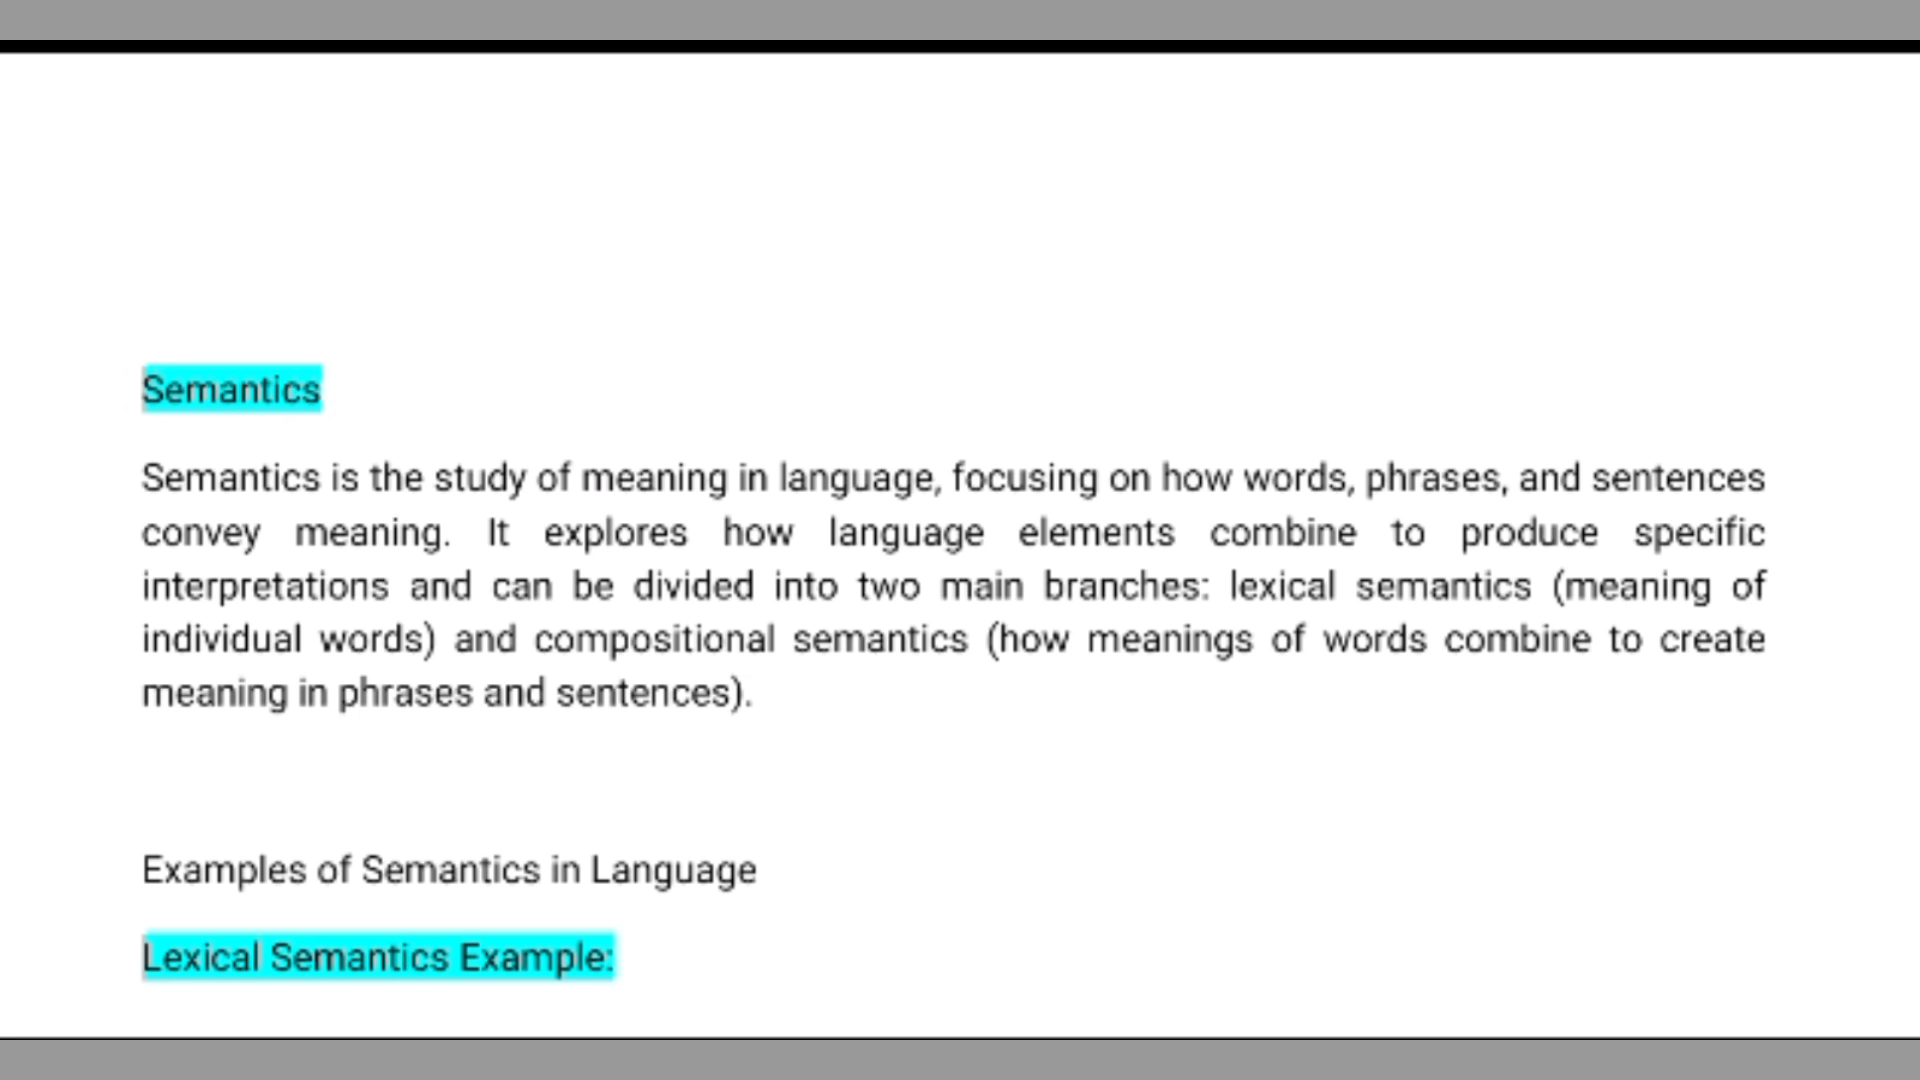 Semantics
Semantics is the study of meaning in language, focusing on how words, phrases, and sentences
convey meaning. It explores how language elements combine to produce specific
interpretations and can be divided into two main branches: lexical semantics (meaning of
individual words) and compositional semantics (how meanings of words combine to create
meaning in phrases and sentences).
Examples of Semantics in Language
Lexical Semantics Example: